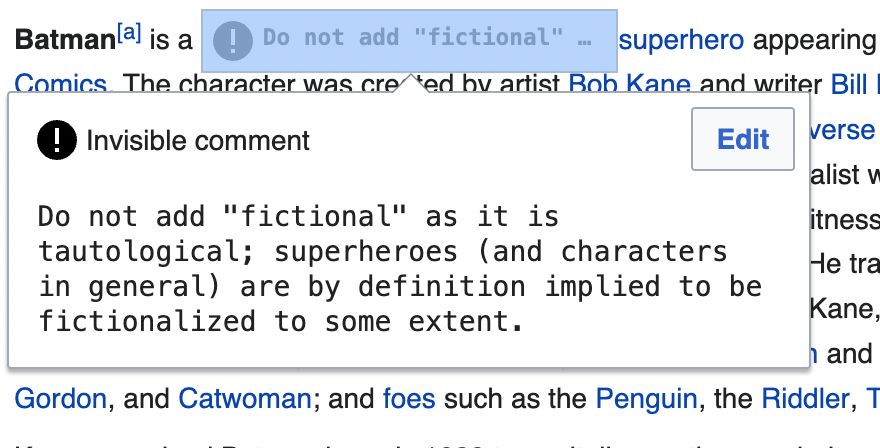 Batman[a] is a Do not add "fictional" … superhero appearing
Comics. The character was created by artist Bob Kane and writer Bill
Invisible comment
Edit
Do not add "fictional" as it is
tautological; superheroes (and characters
in general) are by definition implied to be
fictionalized to some extent.
verse
alist
itness
He
Kane,
and
Gordon, and Catwoman; and foes such as the Penguin, the Riddler,